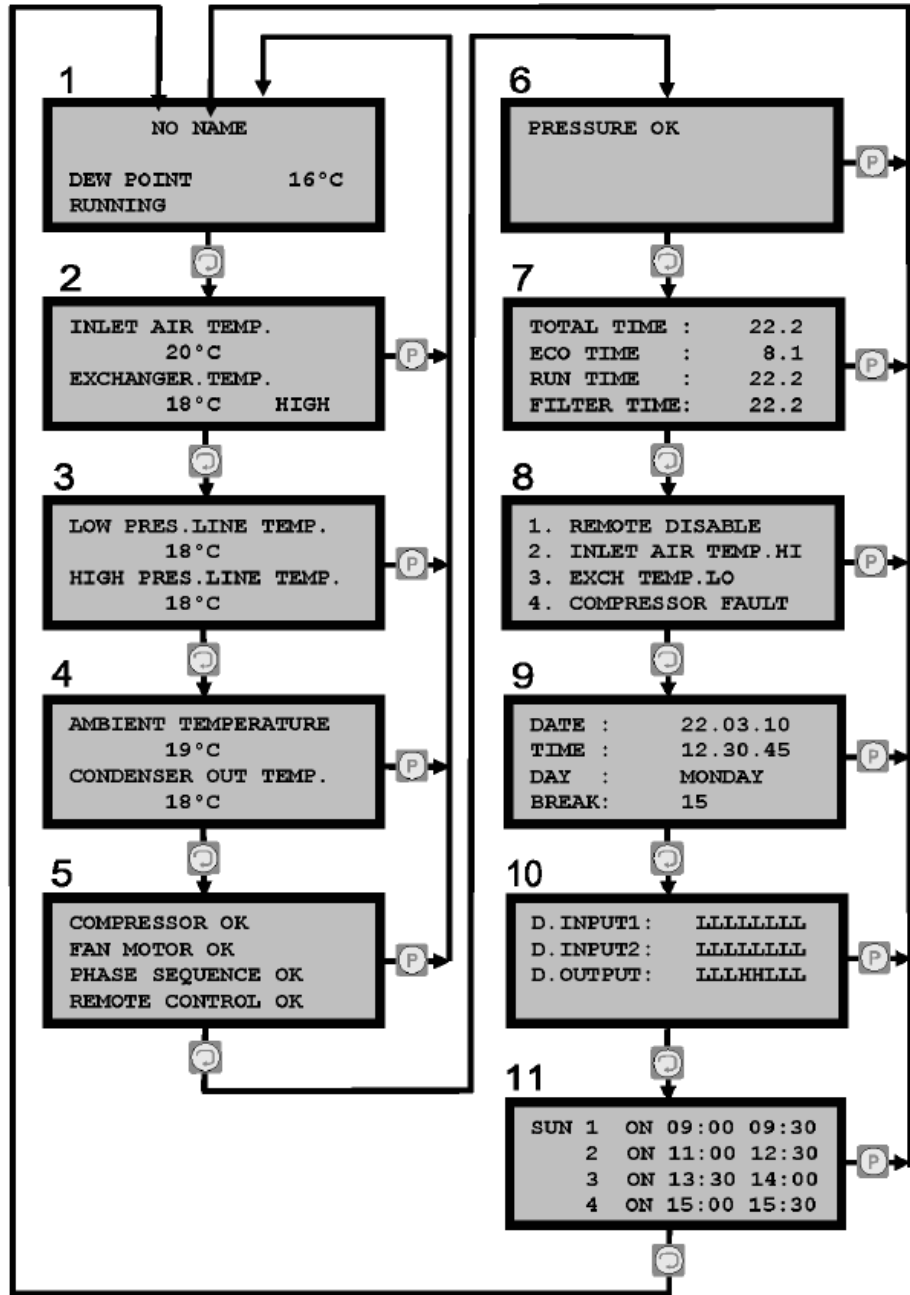 1
NO NAME
DEW POINT 16°C
RUNNING
2
INLET AIR TEMP.
20°C
EXCHANGER.TEMP.
18°C HIGH
P
3
LOW PRES.LINE TEMP.
18°C
HIGH PRES.LINE TEMP.
18°C
P
4
AMBIENT TEMPERATURE
19°C
CONDENSER OUT TEMP.
18°C
P
5
COMPRESSOR OK
FAN MOTOR OK
PHASE SEQUENCE OK
REMOTE CONTROL OK
P
6
PRESSURE OK
P
7
TOTAL TIME : 22.2
ECO TIME : 8.1
RUN TIME : 22.2
FILTER TIME: 22.2
P
8
1. REMOTE DISABLE
2. INLET AIR TEMP.HI
3. EXCH TEMP.LO
4. COMPRESSOR FAULT
P
9
DATE : 22.03.10
TIME : 12.30.45
DAY : MONDAY
BREAK: 15
P
10
D.INPUT1: LLLLLLLL
D.INPUT2: LLLLLLLL
D.OUTPUT: LLLHHLLL
P
11
SUN 1 ON 09:00 09:30
2 ON 11:00 12:30
3 ON 13:30 14:00
4 ON 15:00 15:30
P